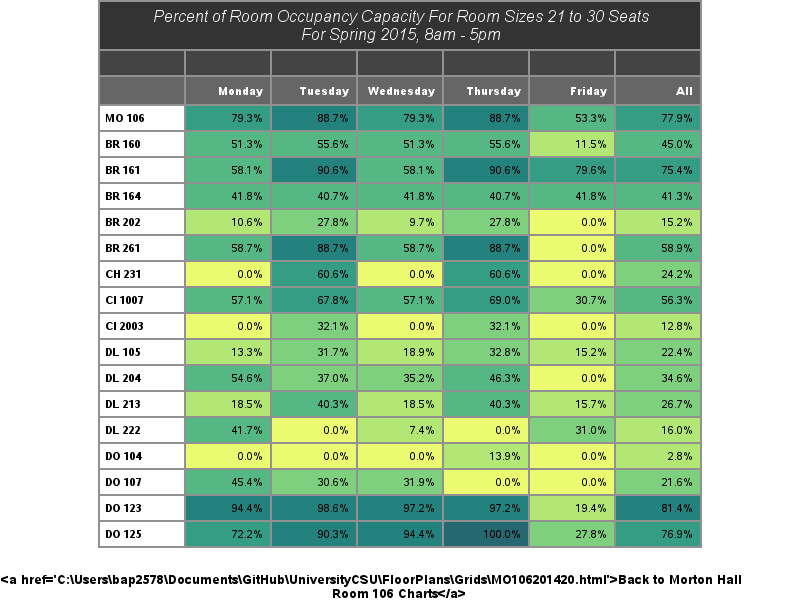 Percent of Room Occupancy Capacity For Room Sizes 21 to 30 Seats
For Spring 2015, 8am - 5pm
Monday Tuesday Wednesday Thursday Friday All
MO 106 79.3% 88.7% 79.3% 88.7% 53.3% 77.9%
BR 160 51.3% 55.6% 51.3% 55.6% 11.5% 45.0%
BR 161 58.1% 90.6% 58.1% 90.6% 79.6% 75.4%
BR 164 41.8% 40.7% 41.8% 40.7% 41.8% 41.3%
BR 202 10.6% 27.8% 9.7% 27.8% 0.0% 15.2%
BR 261 58.7% 88.7% 58.7% 88.7% 0.0% 58.9%
CH 231 0.0% 60.6% 0.0% 60.6% 0.0% 24.2%
CI 1007 57.1% 67.8% 57.1% 69.0% 30.7% 56.3%
CI 2003 0.0% 32.1% 0.0% 32.1% 0.0% 12.8%
DL 105 13.3% 31.7% 18.9% 32.8% 15.2% 22.4%
DL 204 54.6% 37.0% 35.2% 46.3% 0.0% 34.6%
DL 213 18.5% 40.3% 18.5% 40.3% 15.7% 26.7%
DL 222 41.7% 0.0% 7.4% 0.0% 31.0% 16.0%
DO 104 0.0% 0.0% 0.0% 13.9% 0.0% 2.8%
DO 107 45.4% 30.6% 31.9% 0.0% 0.0% 21.6%
DO 123 94.4% 98.6% 97.2% 97.2% 19.4% 81.4%
DO 125 72.2% 90.3% 94.4% 100.0% 27.8% 76.9%
<a href='C:\Users\bap2578\Documents\GitHub\UniversityCSU\FloorPlans\Grids\MO106201420.html'>Back to Morton Hall
Room 106 Charts</a>